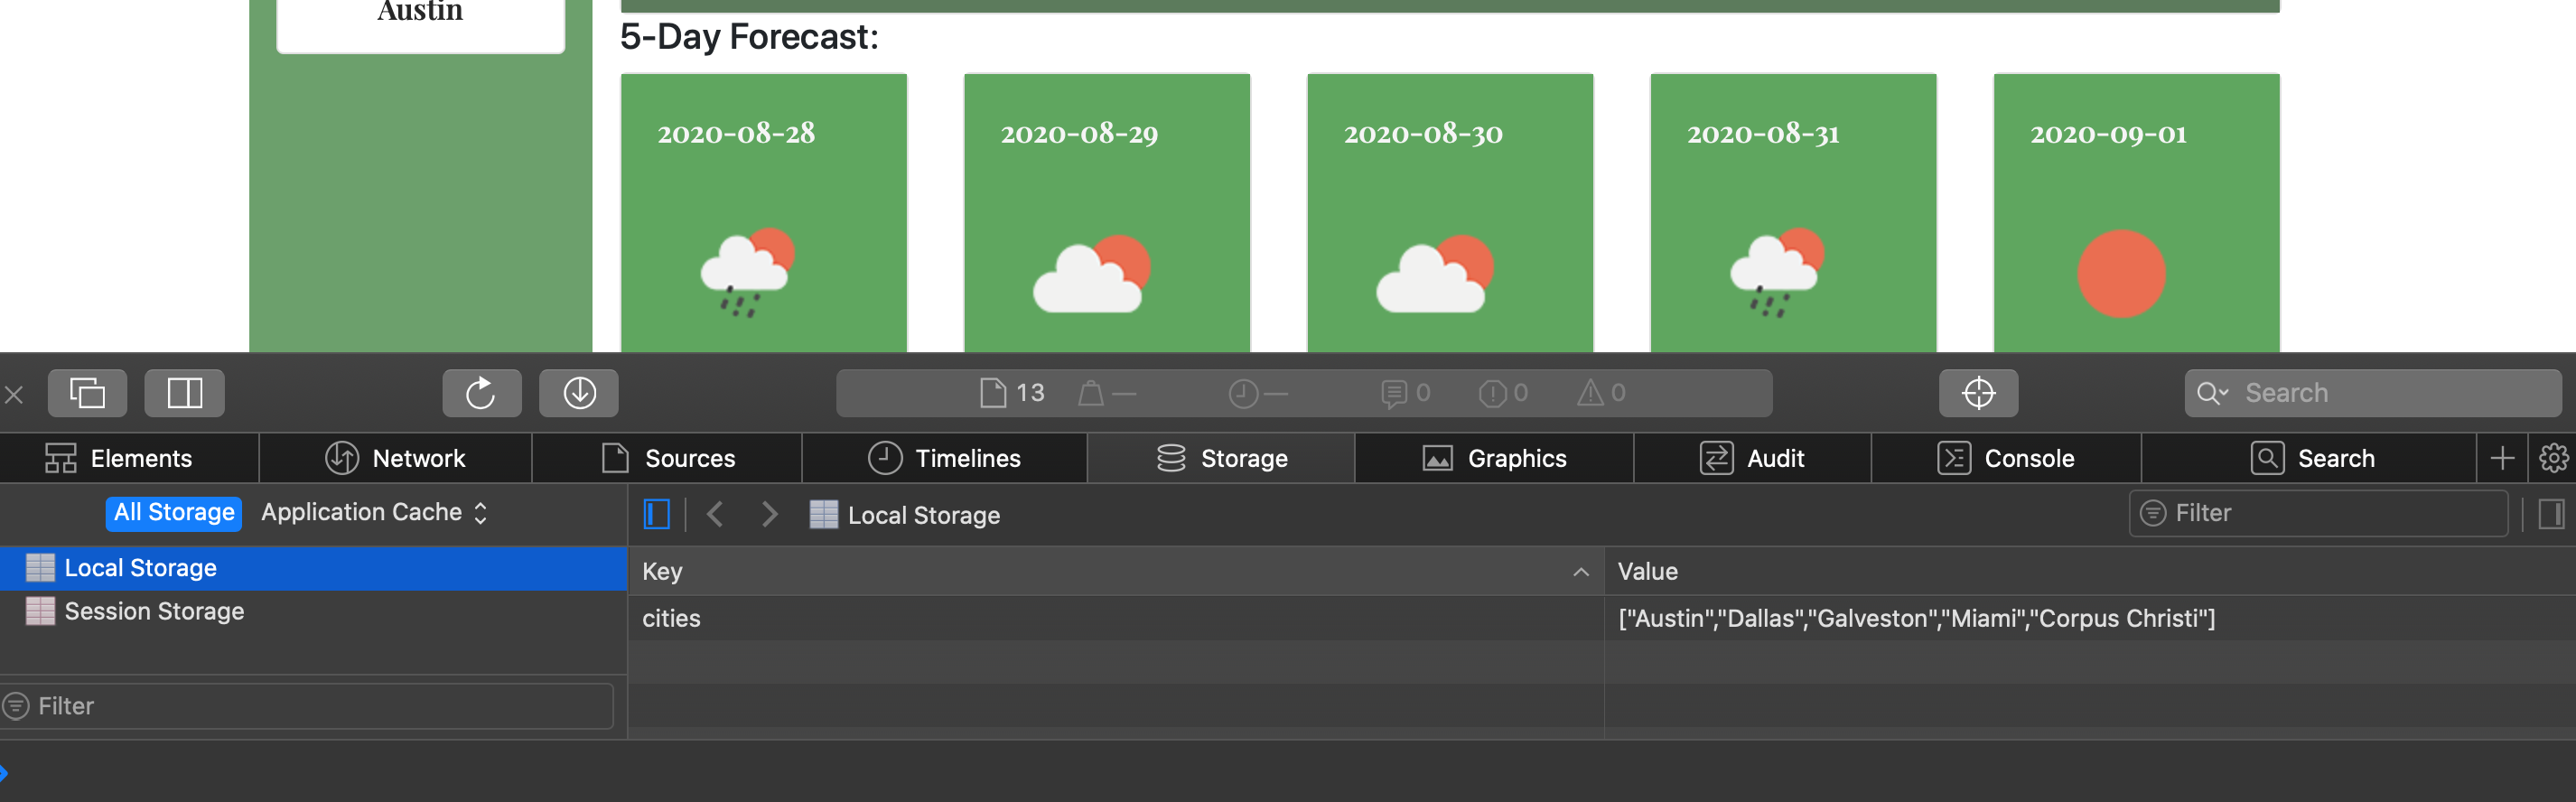 Austin
5-Day Forecast:
2020-08-28
2020-08-29
2020-08-30
2020-08-31
2020-09-01
13 — — 0 0 0
Search
Elements
Network
Sources
Timelines
Storage
Graphics
Audit
Console
Search
All Storage
Application Cache
Local Storage
Filter
Local Storage
Session Storage
Filter
Key
Value
cities
["Austin","Dallas","Galveston","Miami","Corpus Christi"]